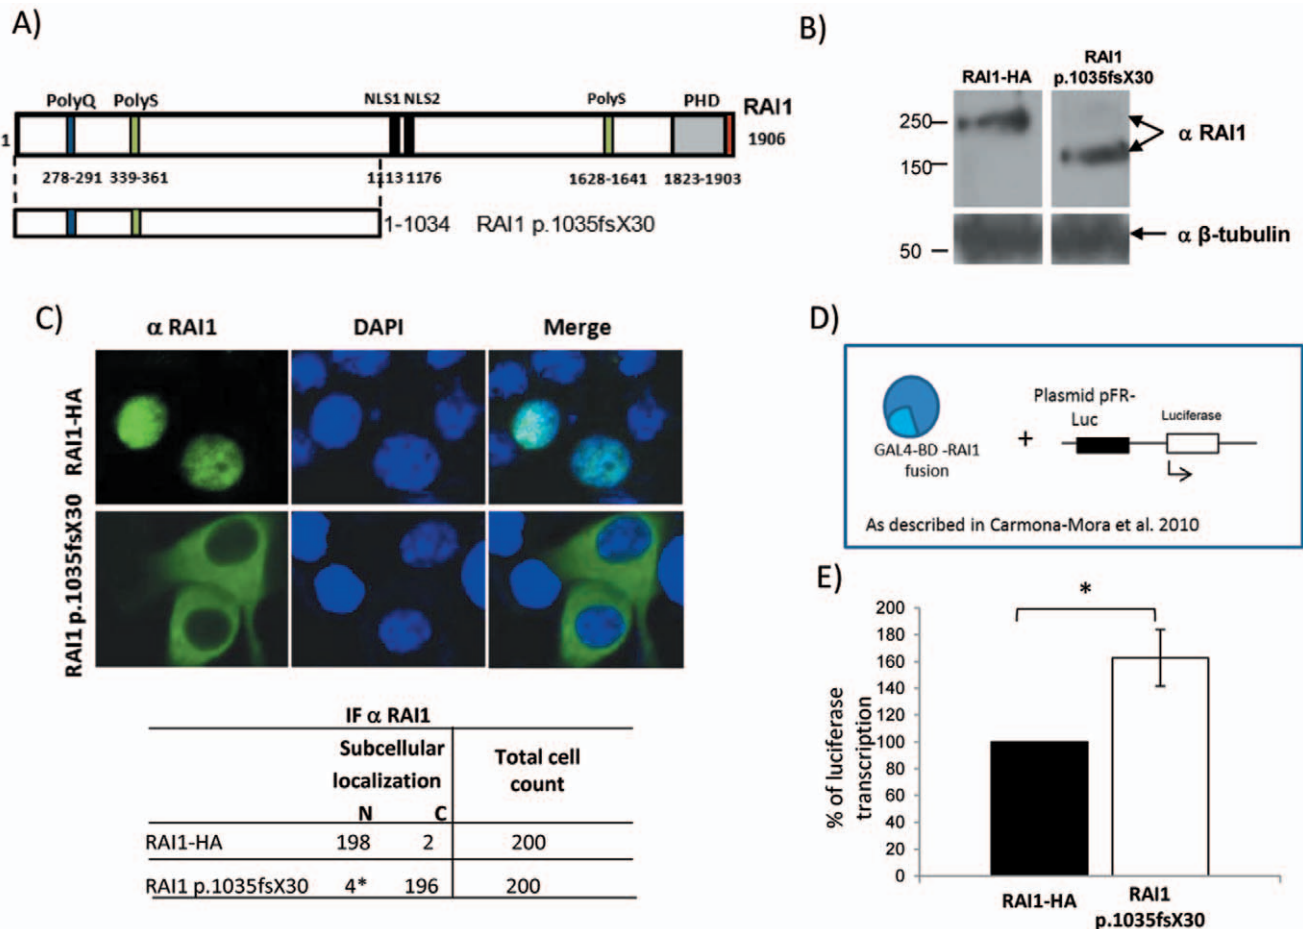 A)
PolyQ PolyS NLS1 NLS2 PolyS PHD RAI1
1 1906
278-291 339-361 1113 1176 1628-1641 1823-1903
1-1034 RAI1 p.1035fsX30
B)
RAI1-HA RAI1 p.1035fsX30
250
150
α RAI1
50
α β-tubulin
C)
α RAI1 DAPI Merge
RAI1-HA
RAI1 p.1035fsX30
IF α RAI1
Subcellular localization
Total cell count
N C
RAI1-HA 198 2 200
RAI1 p.1035fsX30 4* 196 200
D)
Plasmid pFR-
Luc
Luciferase
+
GAL4-BD -RAI1
fusion
As described in Carmona-Mora et al. 2010
E)
*
% of luciferase
transcription
200
180
160
140
120
100
80
60
40
20
0
RAI1-HA
RAI1
p.1035fsX30